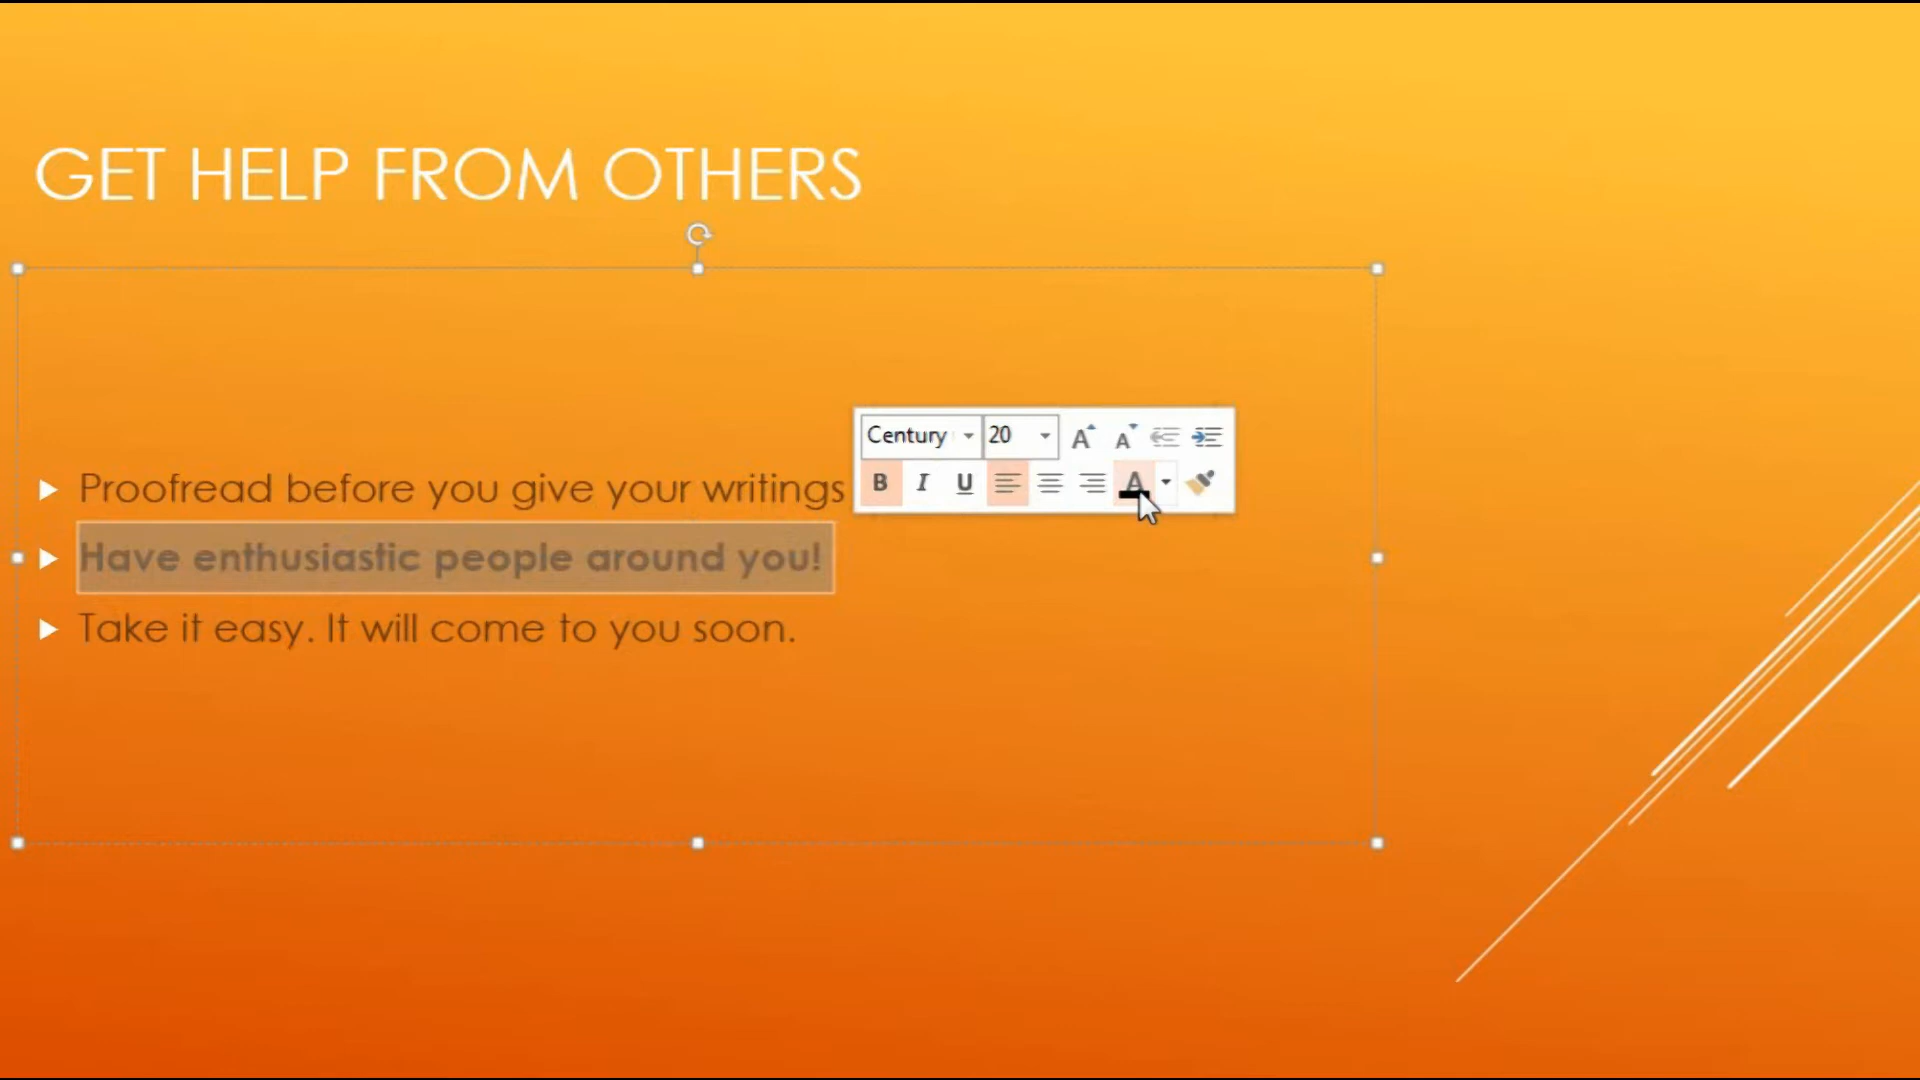 GET HELP FROM OTHERS
Century 20
B I U A
Proofread before you give your writings
Have enthusiastic people around you!
Take it easy. It will come to you soon.